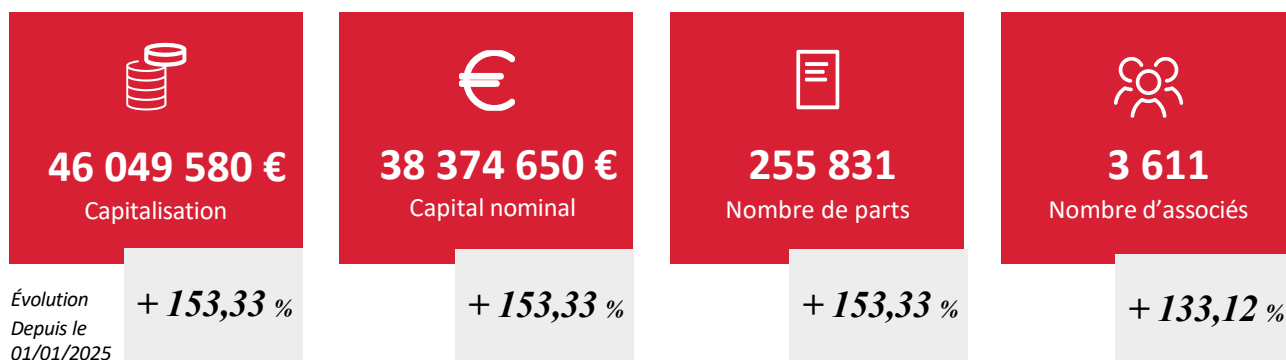 46 049 580 €
Capitalisation
38 374 650 €
Capital nominal
255 831
Nombre de parts
3 611
Nombre d’associés
Évolution
Depuis le
01/01/2025
+ 153,33 %
+ 153,33 %
+ 153,33 %
+ 133,12 %